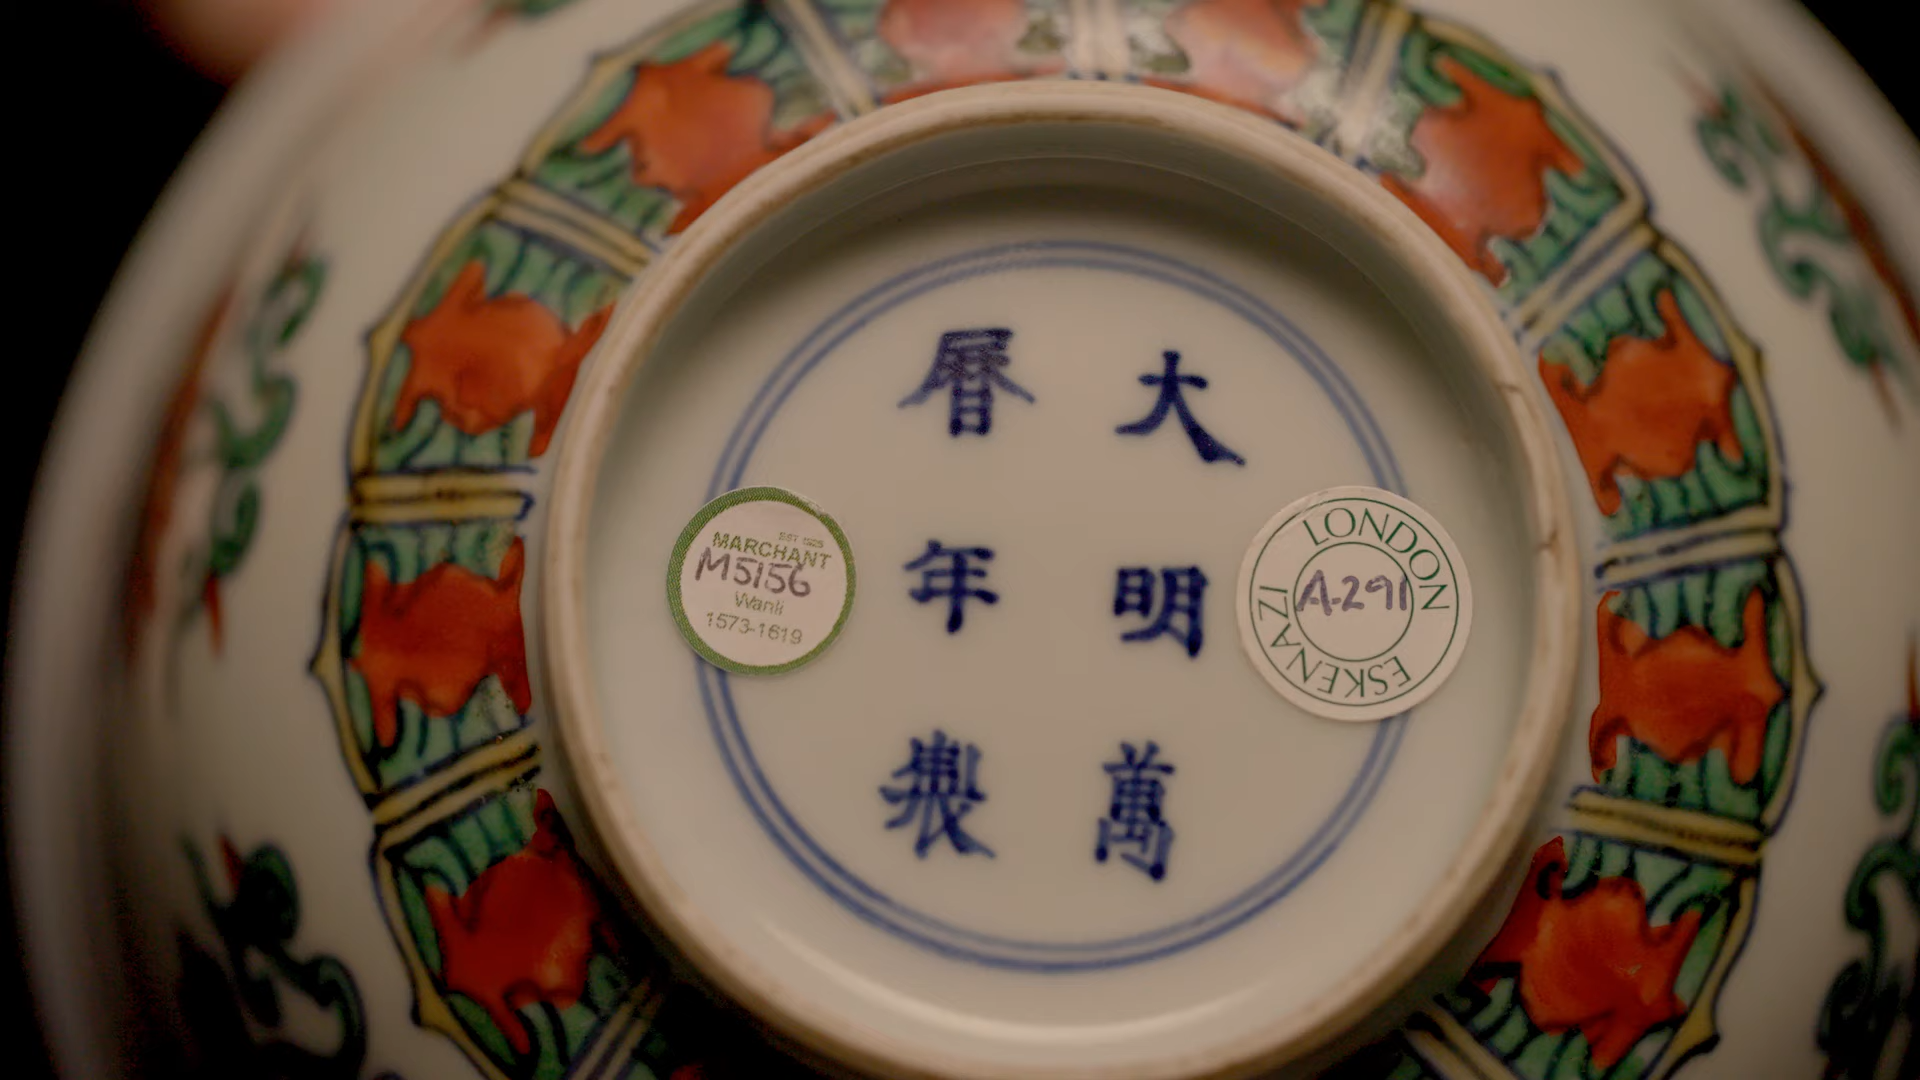 大明萬
曆年製
EST 1925
MARCHANT
M5156
Wanli
1573-1619
LONDON
A-291
ESKENAZI